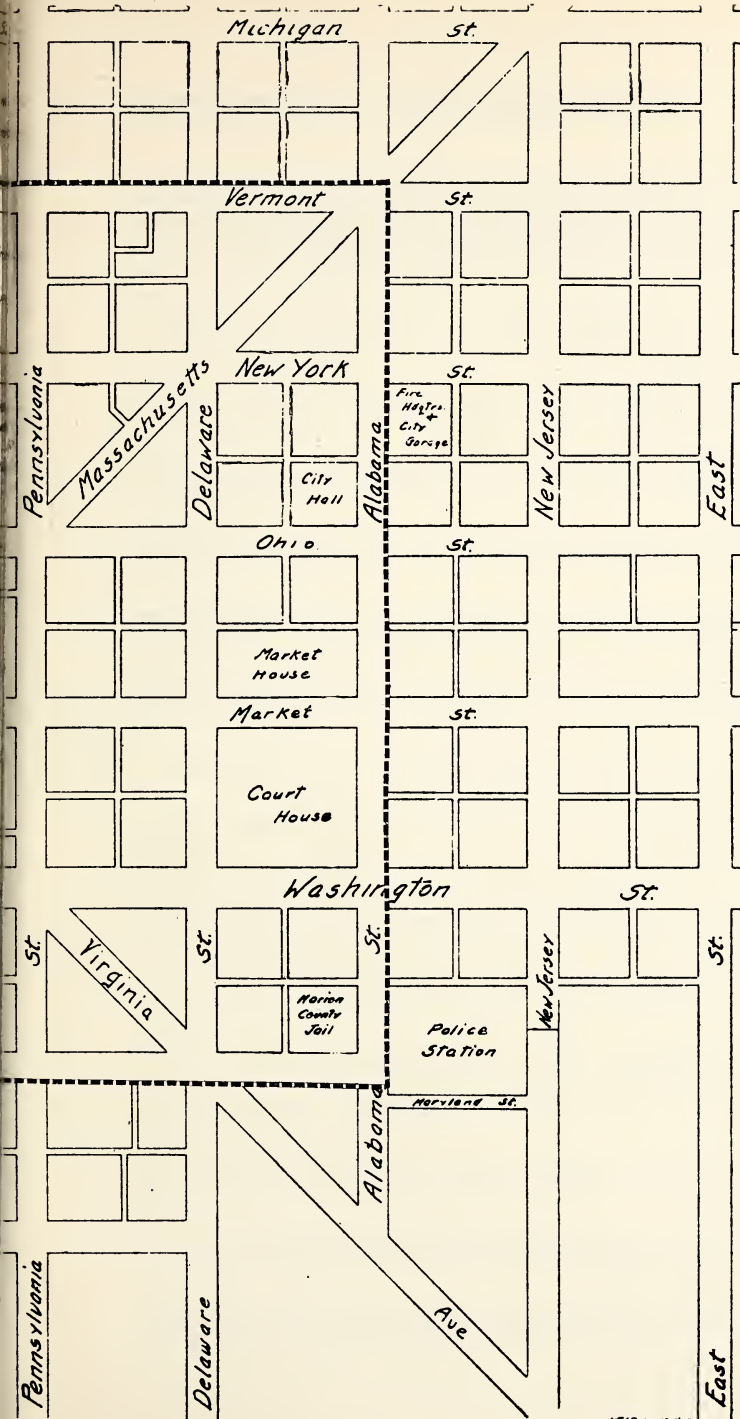 Michigan St.
Vermont St.
New York St.
Massachusetts
Pennsylvania
Delaware
Alabama
New Jersey
East
Fire
Hdqtrs.
+
City
Garage
City
Hall
Ohio St.
Market
House
Market St.
Court
House
Washington St.
St.
St.
St.
St.
Virginia
New Jersey
Marion
County
Jail
Police
Station
Maryland St.
Alabama
Pennsylvania
Delaware
Ave
East